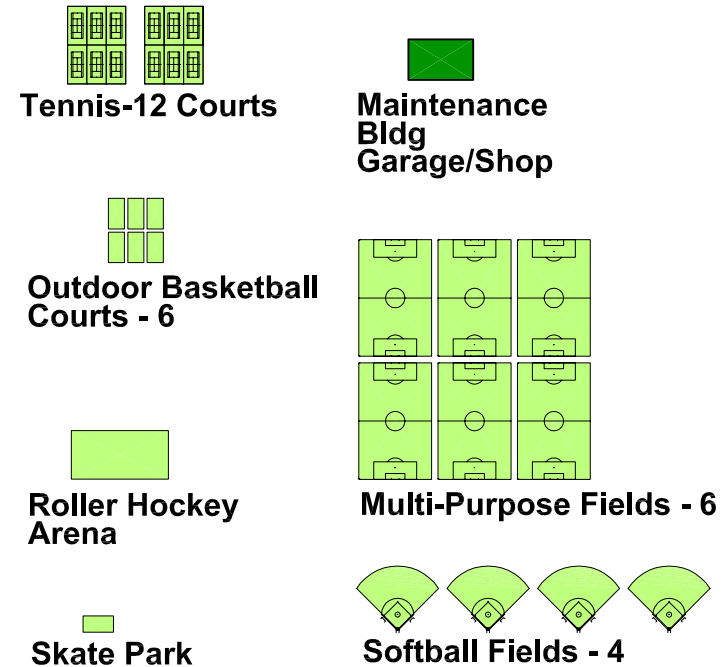 Tennis-12 Courts
Maintenance
Bldg
Garage/Shop
Outdoor Basketball
Courts - 6
Roller Hockey
Arena
Multi-Purpose Fields - 6
Skate Park
Softball Fields - 4